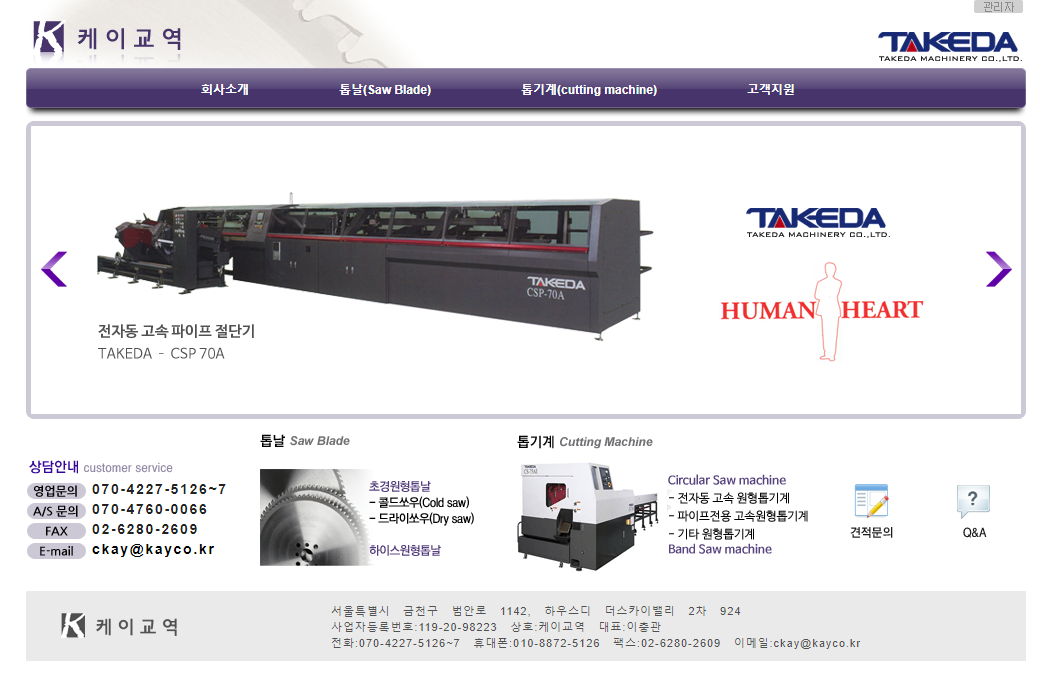 관리자
케이교역
TAKEDA
TAKEDA MACHINERY CO.,LTD.
회사소개 톱날(Saw Blade) 톱기계(cutting machine) 고객지원
TAKEDA
TAKEDA MACHINERY CO.,LTD.
TAKEDA
CSP-70A
HUMAN HEART
전자동 고속 파이프 절단기
TAKEDA - CSP 70A
상담안내 customer service
영업문의 070-4227-5126~7
A/S 문의 070-4760-0066
FAX 02-6280-2609
E-mail ckay@kayco.kr
톱날 Saw Blade
초경원형톱날
- 콜드쏘우(Cold saw)
- 드라이쏘우(Dry saw)
하이스원형톱날
톱기계 Cutting Machine
Circular Saw machine
- 전자동 고속 원형톱기계
- 파이프전용 고속원형톱기계
- 기타 원형톱기계
Band Saw machine
견적문의
Q&A
케이교역
서울특별시 금천구 범안로 1142, 하우스디 더스카이밸리 2차 924
사업자등록번호:119-20-98223 상호:케이교역 대표:이충관
전화:070-4227-5126~7 휴대폰:010-8872-5126 팩스:02-6280-2609 이메일:ckay@kayco.kr